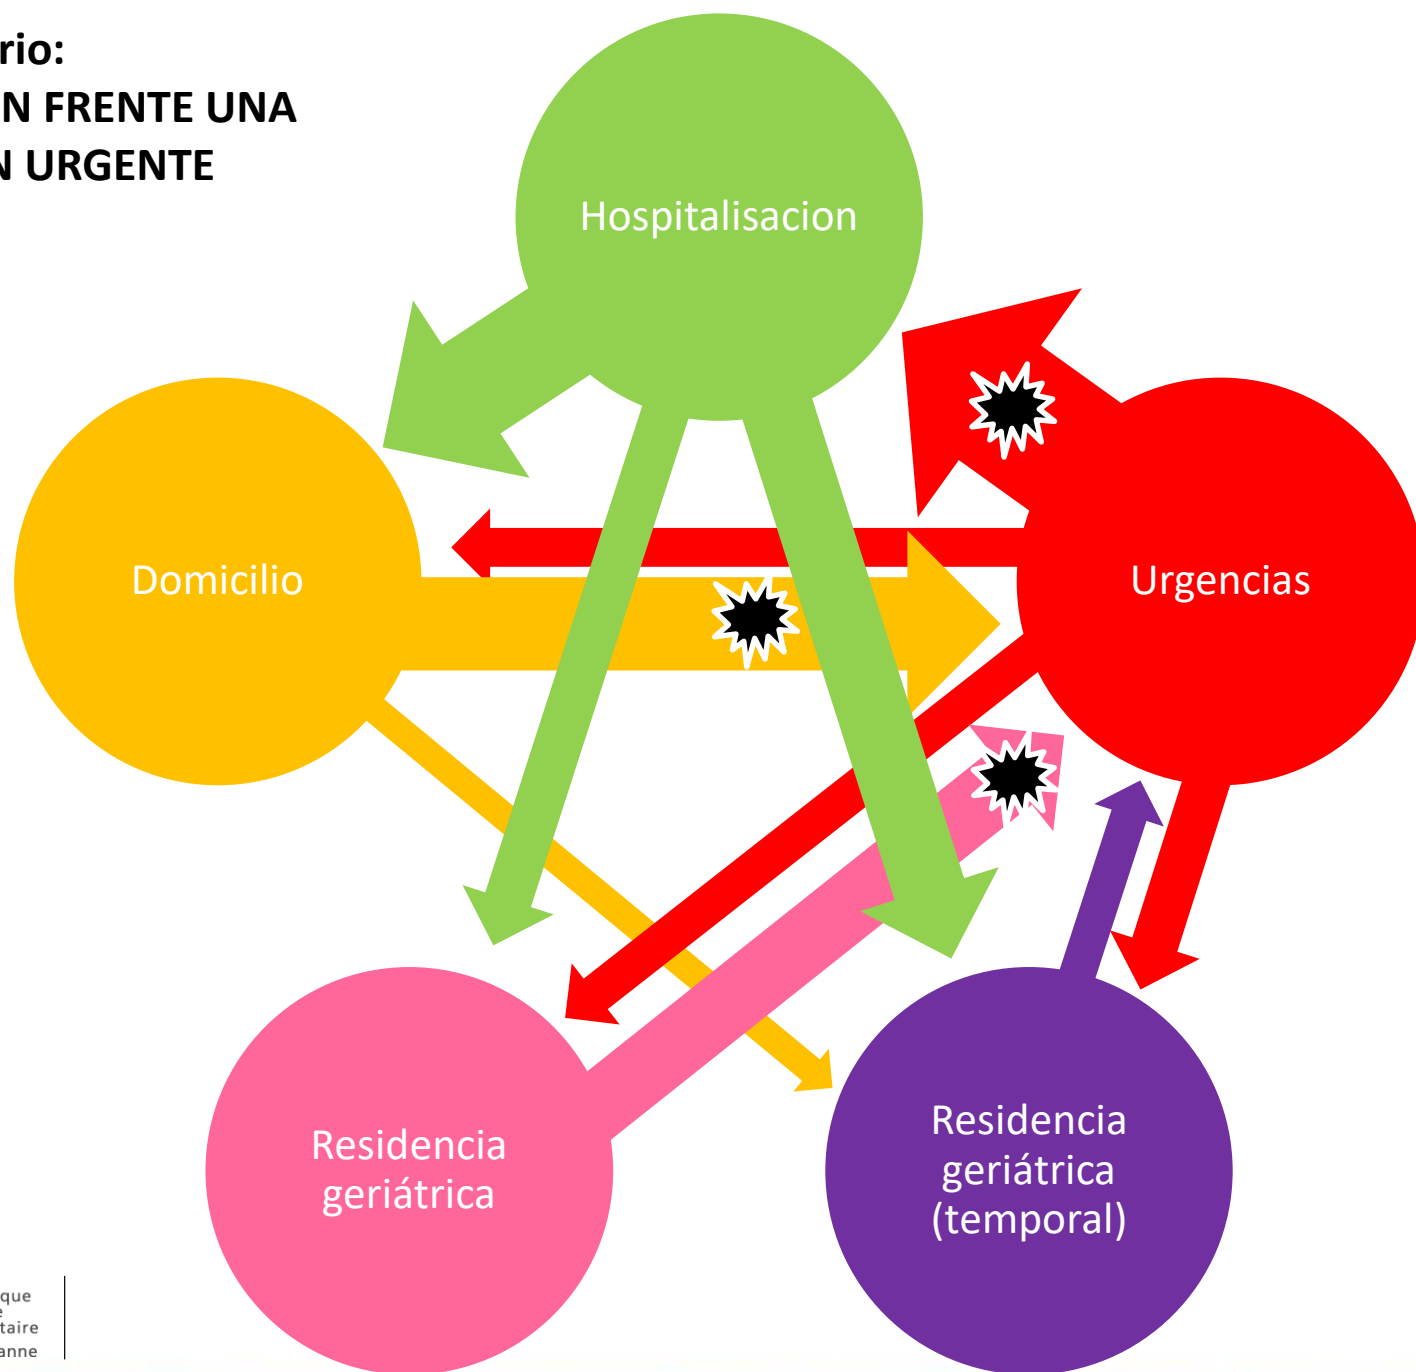 rio:
N FRENTE UNA
N URGENTE
Hospitalisacion
Domicilio
Urgencias
Residencia
geriátrica
Residencia
geriátrica
(temporal)
que
e
taire
anne